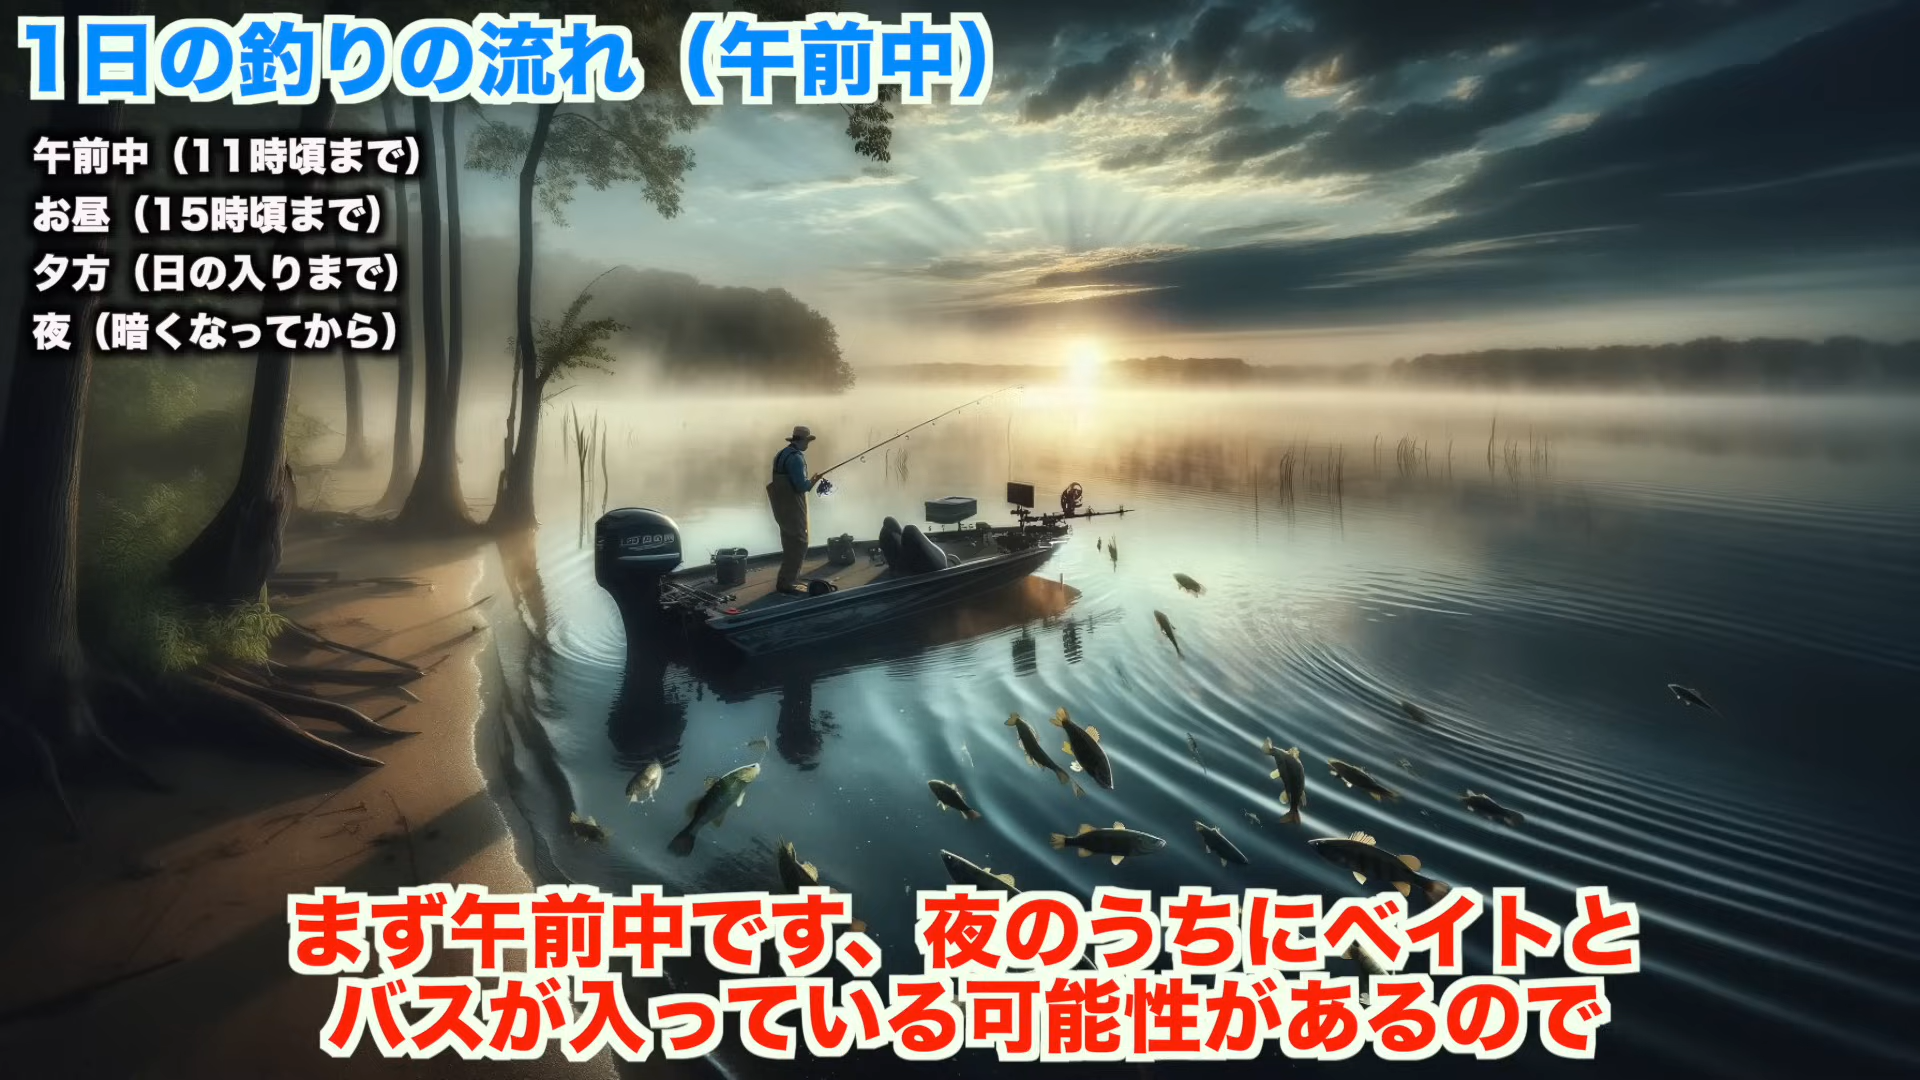 1日の釣りの流れ（午前中）
午前中（11時頃まで）
お昼（15時頃まで）
夕方（日の入りまで）
夜（暗くなってから）
まず午前中です、夜のうちにベイトと
バスが入っている可能性があるので